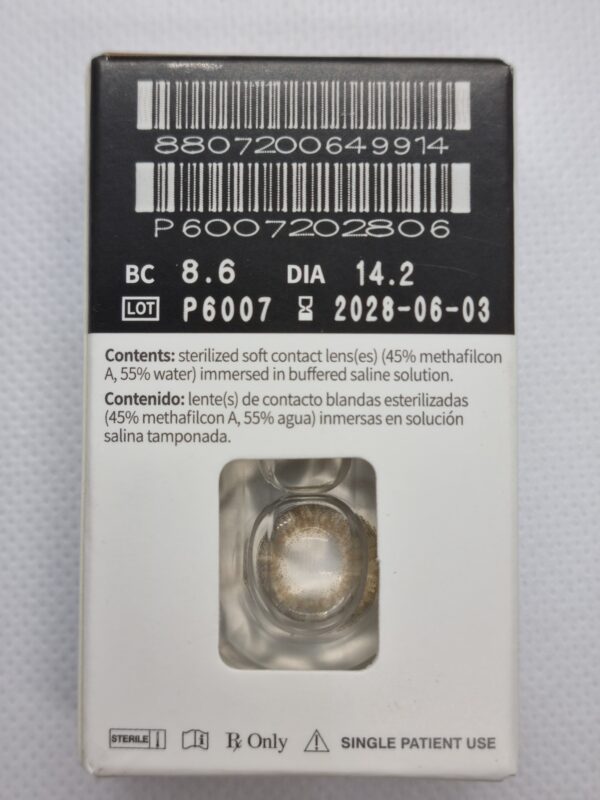 8807200649914
P6007202806
BC 8.6 DIA 14.2
LOT P6007 2028-06-03
Contents: sterilized soft contact lens(es) (45% methafilcon
A, 55% water) immersed in buffered saline solution.
Contenido: lente(s) de contacto blandas esterilizadas
(45% methafilcon A, 55% agua) inmersas en solución
salina tamponada.
STERILE i Rx Only SINGLE PATIENT USE